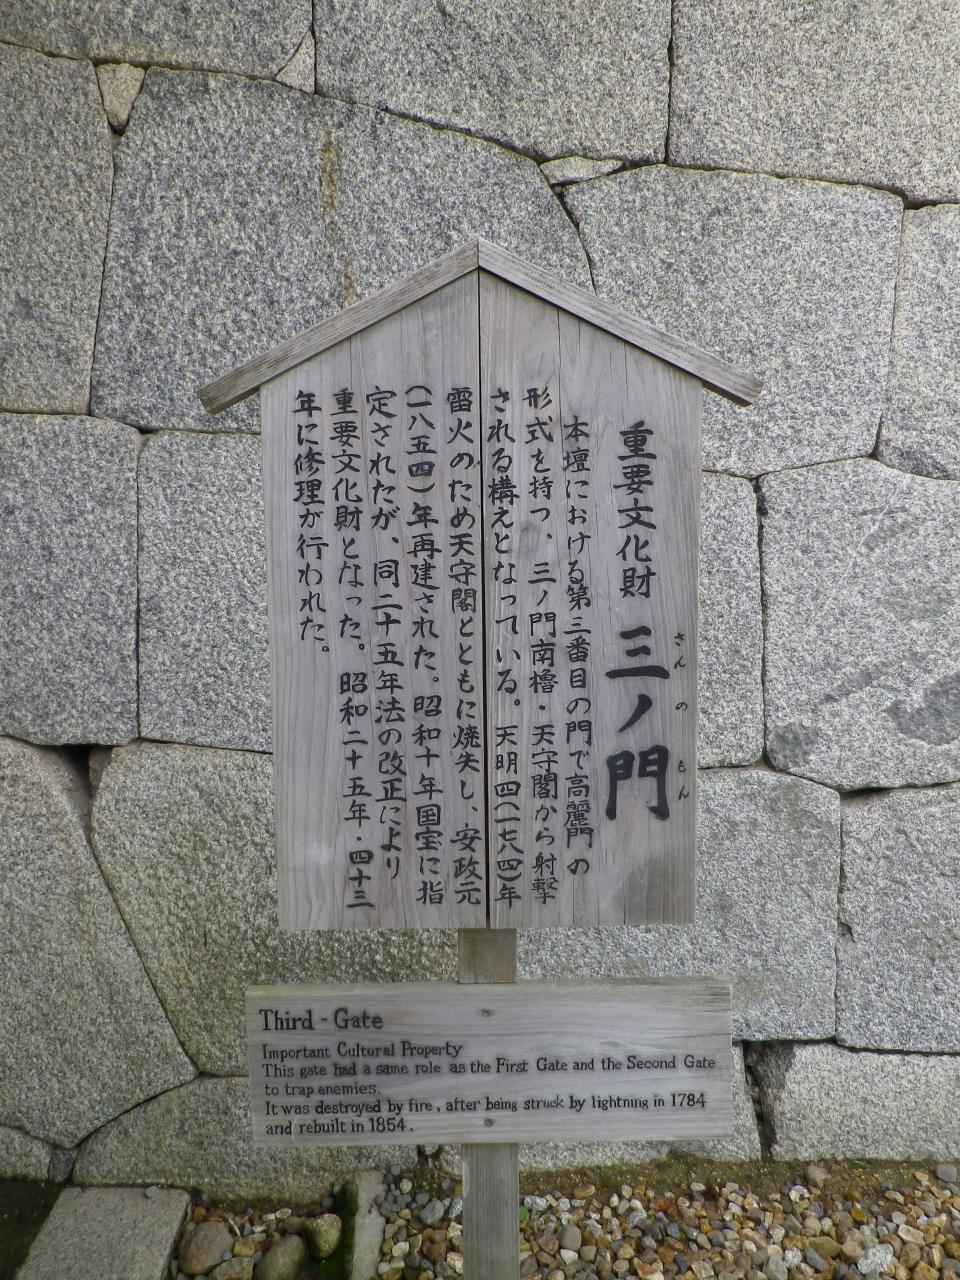 重要文化財 三ノ門
さんのもん
本壇における第三番目の門で高麗門の
形式を持つ、三ノ門南櫓・天守閣から射撃
される構えとなっている。天明四(一七八四)年
雷火のため天守閣とともに焼失し、安政元
(一八五四)年再建された。昭和十年国宝に指
定されたが、同二十五年法の改正により
重要文化財となった。昭和二十五年・四十三
年に修理が行われた。
Third-Gate
Important Cultural Property
This gate had a same role as the First Gate and the Second Gate
to trap enemies.
It was destroyed by fire, after being struck by lightning in 1784
and rebuilt in 1854.